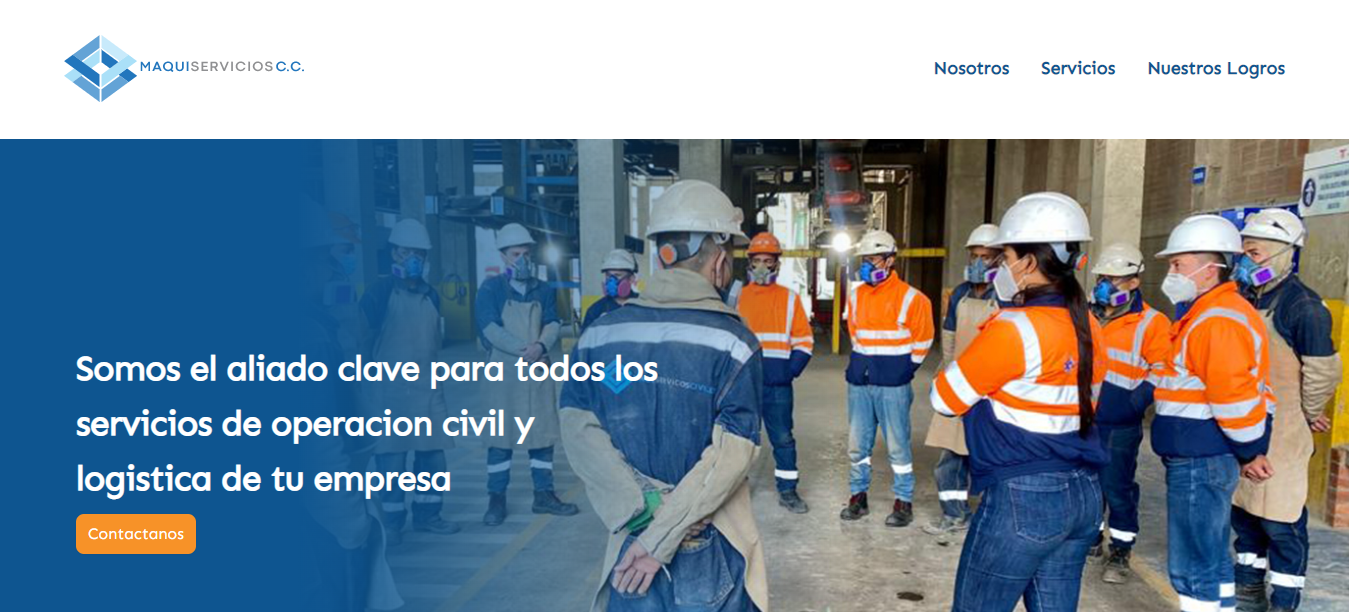 MAQUISERVICIOS C.C.
Nosotros Servicios Nuestros Logros
Somos el aliado clave para todos los
servicios de operacion civil y
logistica de tu empresa
Contactanos